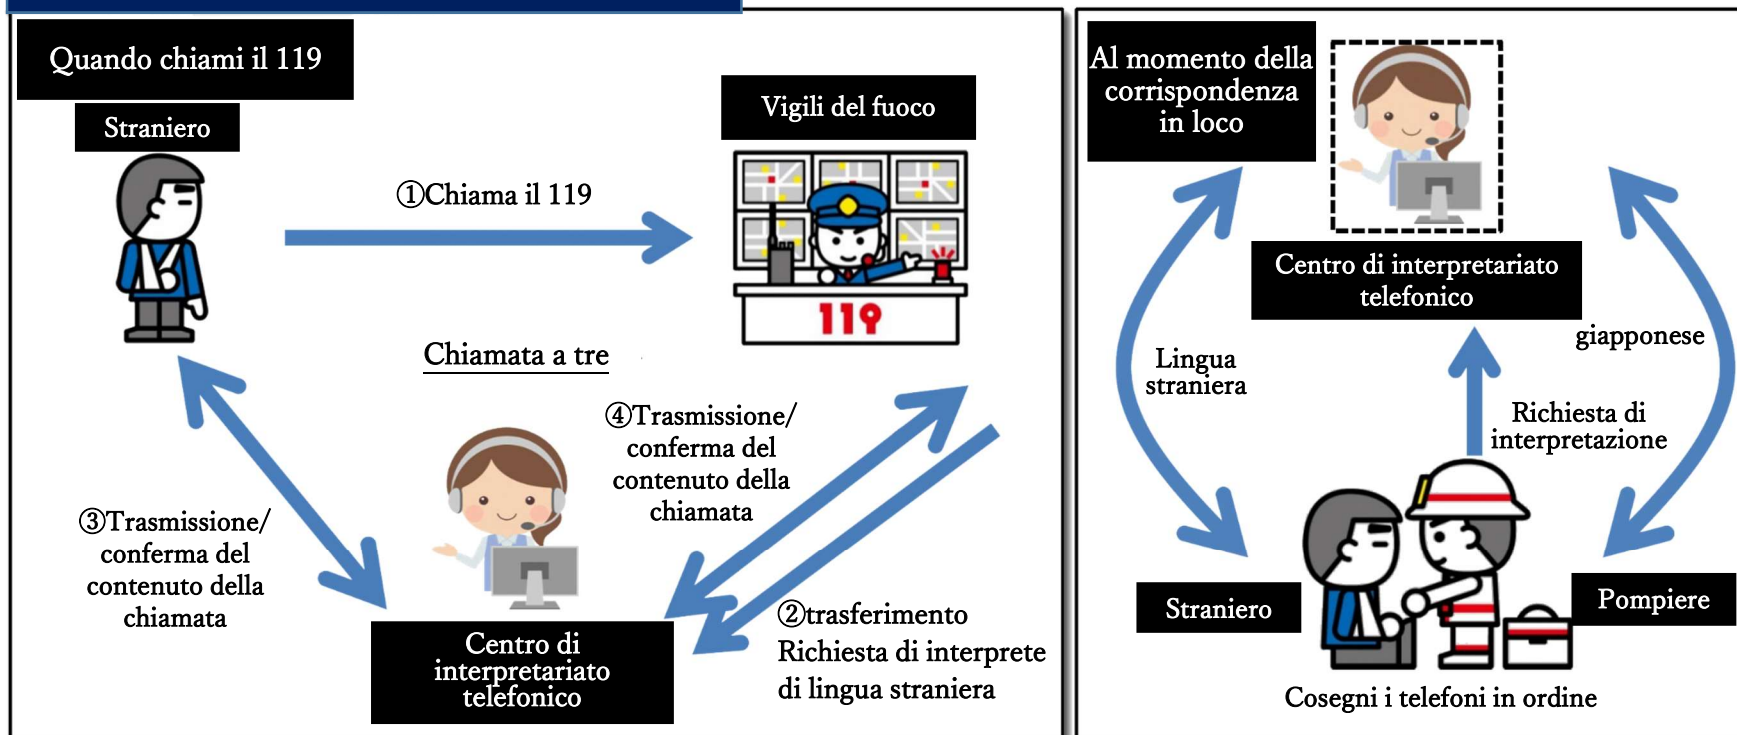 Quando chiami il 119
Straniero
①Chiama il 119
Vigili del fuoco
119
Chiamata a tre
④Trasmissione/
conferma del
contenuto della
chiamata
③Trasmissione/
conferma del
contenuto della
chiamata
Centro di
interpretariato
telefonico
②trasferimento
Richiesta di interprete
di lingua straniera
Al momento della
corrispondenza
in loco
Centro di interpretariato
telefonico
Lingua
straniera
giapponese
Richiesta di
interpretazione
Straniero
Pompiere
Cosegni i telefoni in ordine